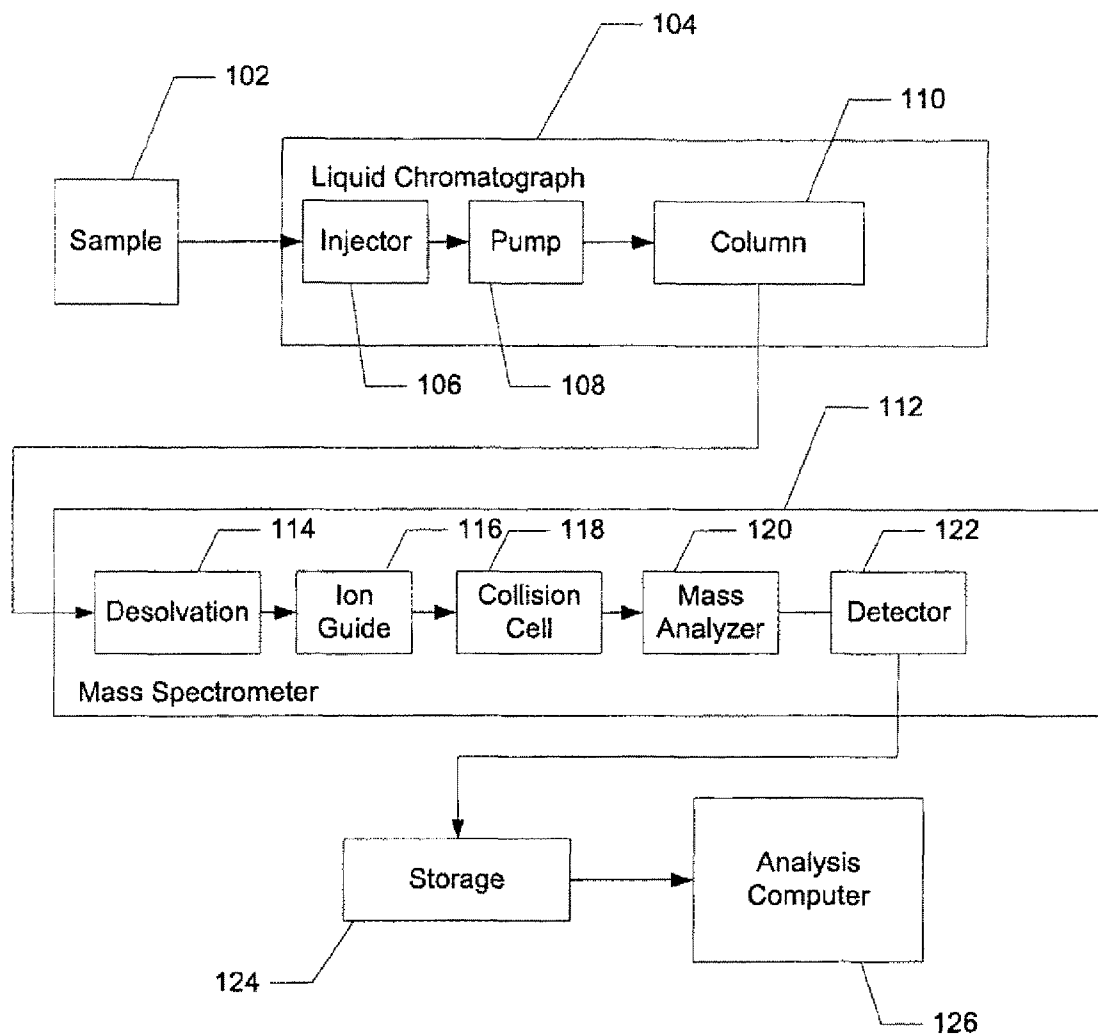 104
102
110
Liquid Chromatograph
Sample
Injector
Pump
Column
106
108
112
114
116
118
120
122
Desolvation
Ion
Guide
Collision
Cell
Mass
Analyzer
Detector
Mass Spectrometer
Storage
Analysis
Computer
124
126